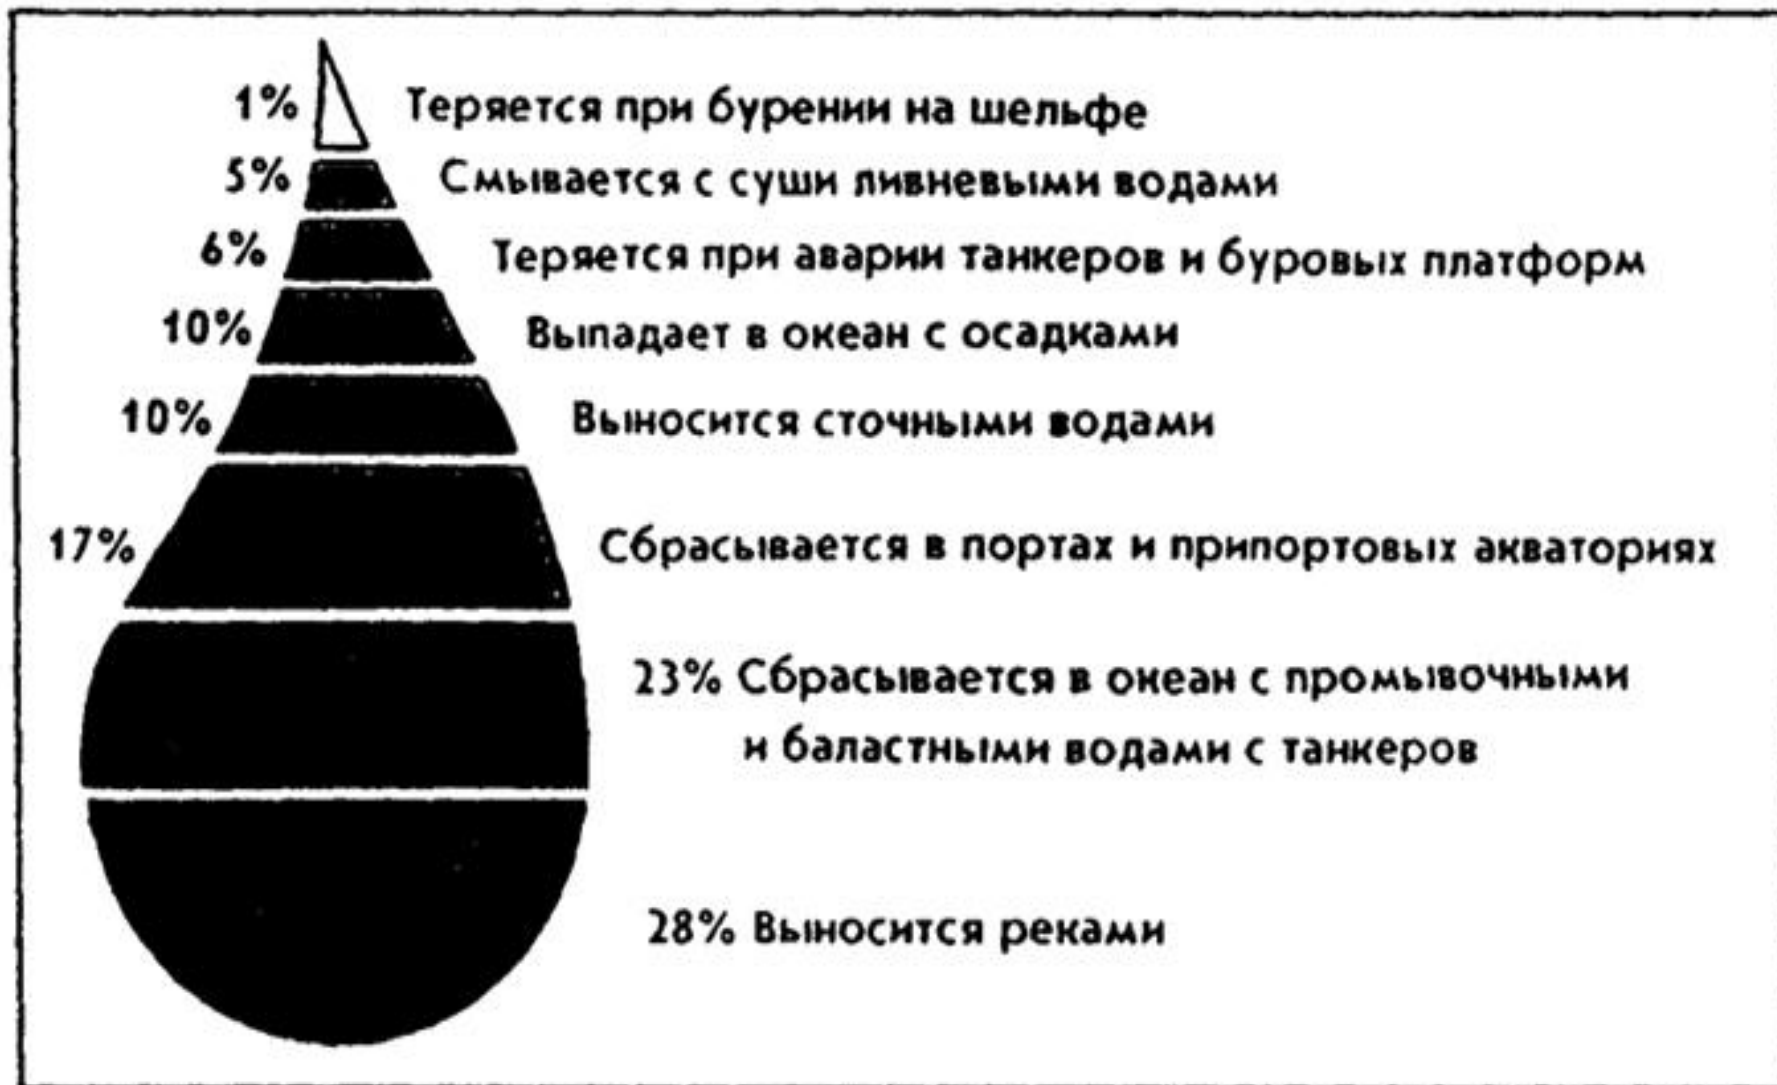 1% Теряется при бурении на шельфе
5% Смывается с суши ливневыми водами
6% Теряется при аварии танкеров и буровых платформ
10% Выпадает в океан с осадками
10% Выносится сточными водами
17% Сбрасывается в портах и припортовых акваториях
23% Сбрасывается в океан с промывочными
и баластными водами с танкеров
28% Выносится реками